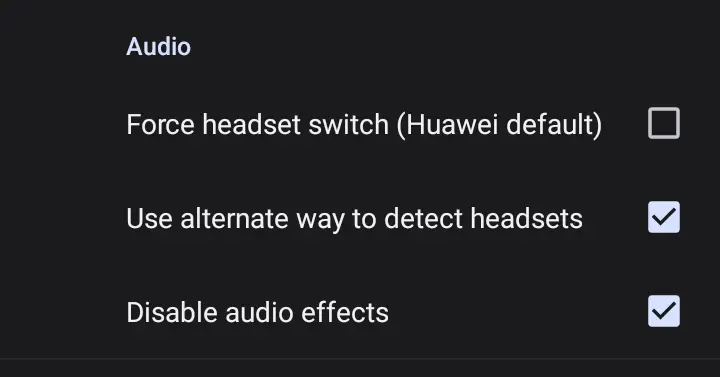 Audio
Force headset switch (Huawei default)
Use alternate way to detect headsets
Disable audio effects